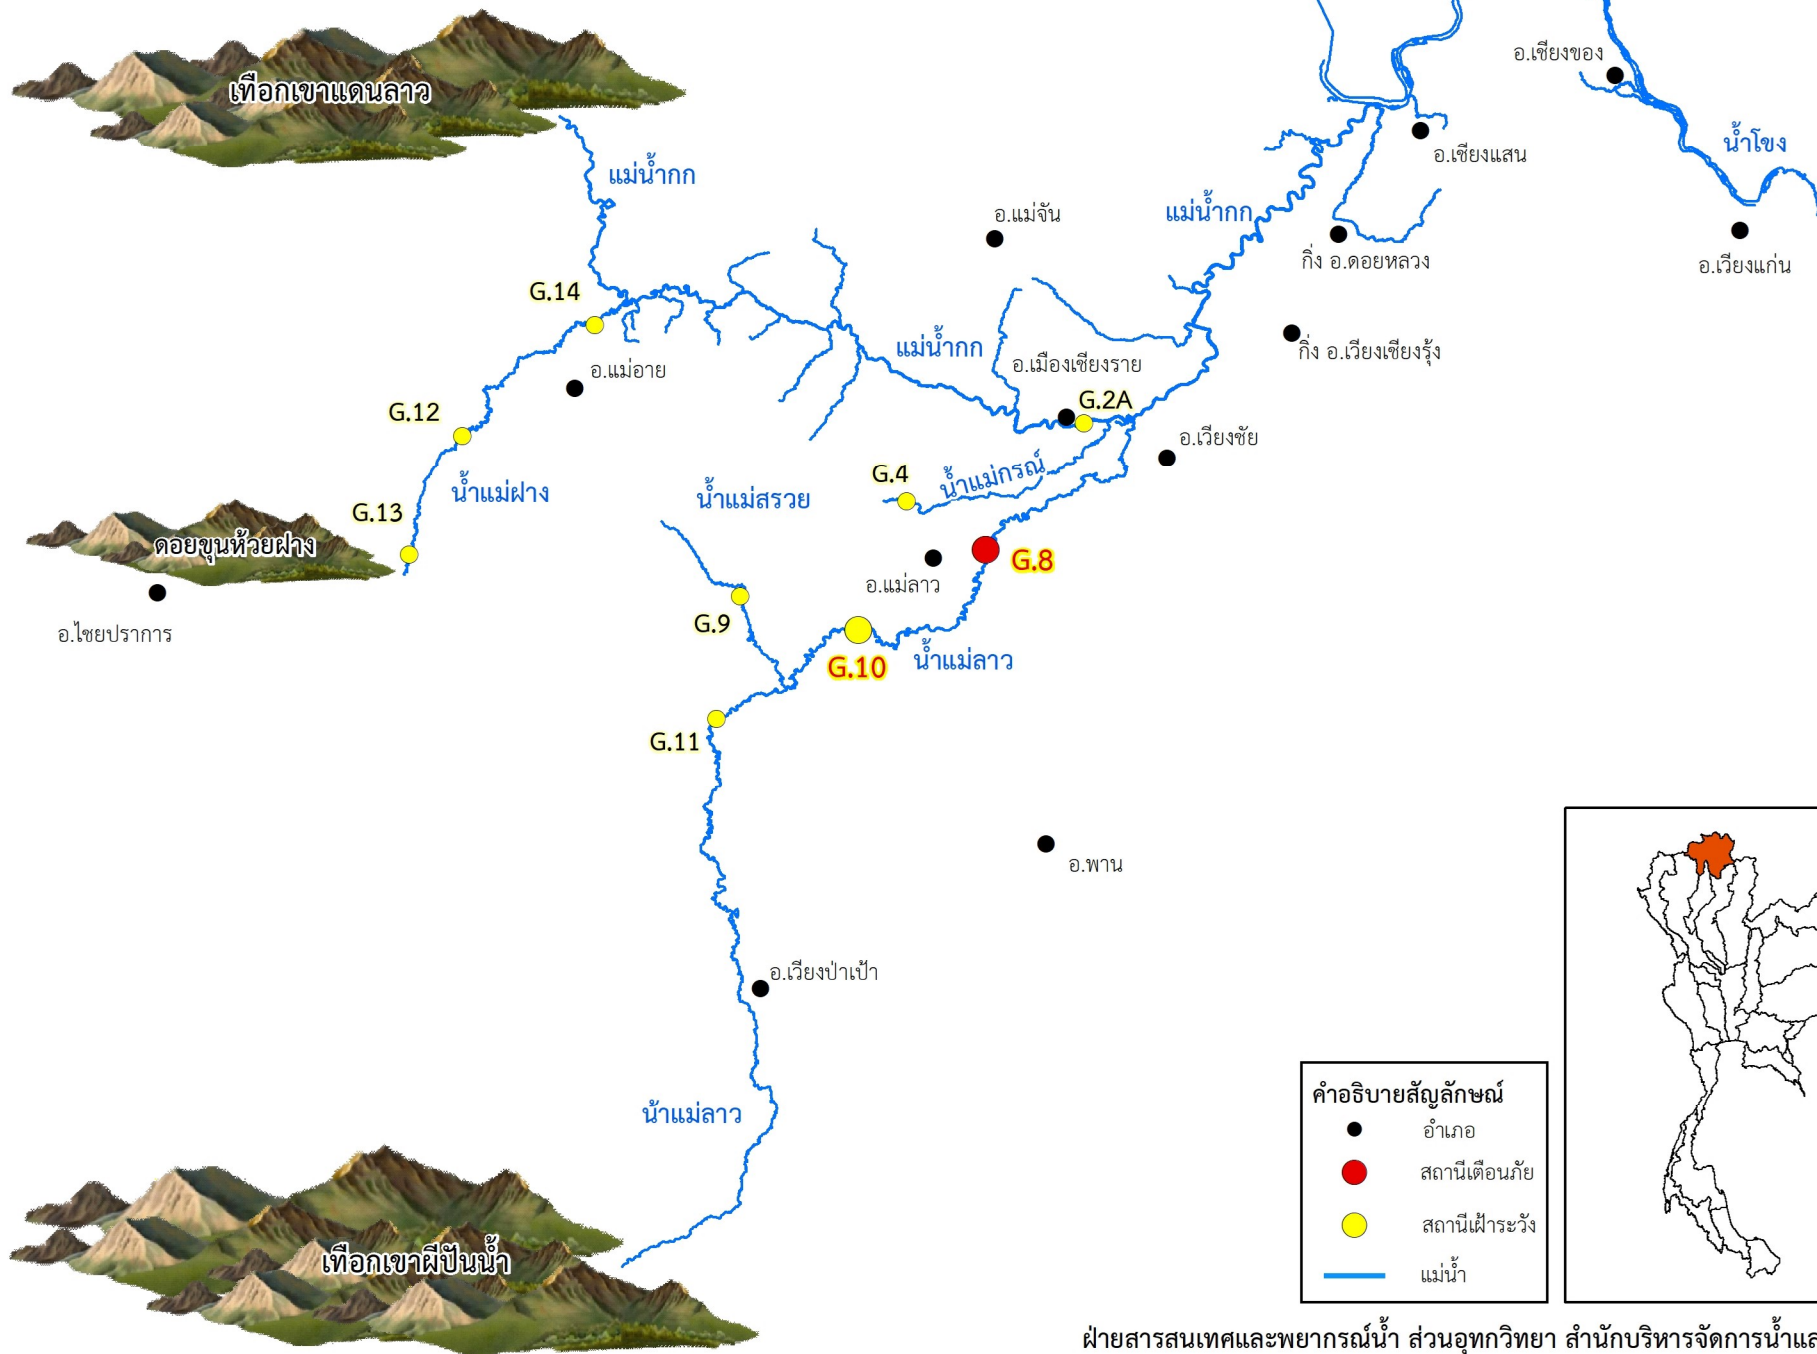 เทือกเขาแดนลาว
อ.เชียงของ
น้ำโขง
อ.เชียงแสน
แม่น้ำกก
อ.แม่จัน
แม่น้ำกก
กิ่ง อ.ดอยหลวง
อ.เวียงแก่น
G.14
แม่น้ำกก
กิ่ง อ.เวียงเชียงรุ้ง
อ.แม่อาย
อ.เมืองเชียงราย
G.2A
G.12
อ.เวียงชัย
น้ำแม่ฝาง
น้ำแม่สรวย
G.4
น้ำแม่กรณ์
G.13
ดอยขุนห้วยฝาง
G.8
อ.แม่ลาว
อ.ไชยปราการ
G.9
G.10
น้ำแม่ลาว
G.11
อ.พาน
อ.เวียงป่าเป้า
น้ำแม่ลาว
เทือกเขาผีปันน้ำ
คำอธิบายสัญลักษณ์
อำเภอ
สถานีเตือนภัย
สถานีเฝ้าระวัง
แม่น้ำ
ฝ่ายสารสนเทศและพยากรณ์น้ำ ส่วนอุทกวิทยา สำนักบริหารจัดการน้ำแล